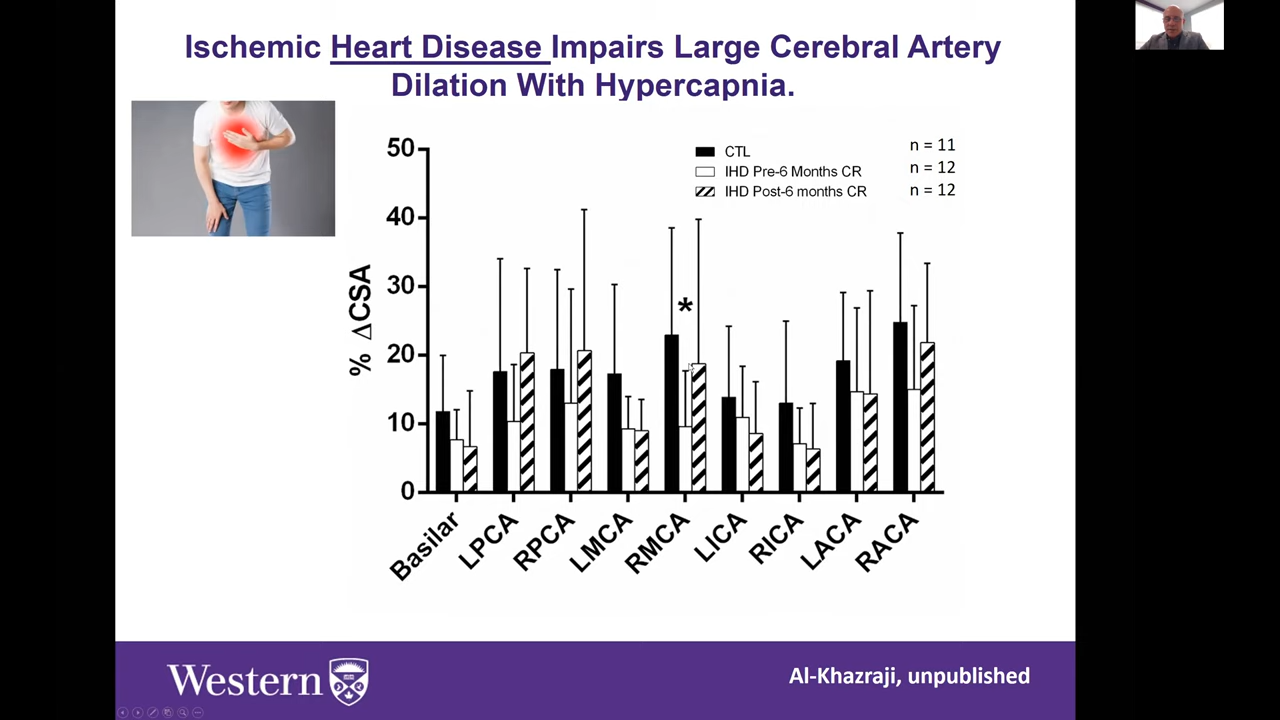 Ischemic Heart Disease Impairs Large Cerebral Artery
Dilation With Hypercapnia.
50
40
30
20
10
0
% ΔCSA
CTL
IHD Pre-6 Months CR
IHD Post-6 months CR
n = 11
n = 12
n = 12
*
Basilar
LPCA
RPCA
LMCA
RMCA
LICA
RICA
LACA
RACA
Western
Al-Khazraji, unpublished